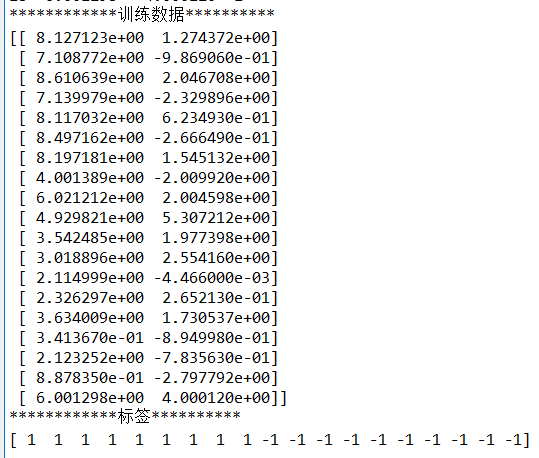 ************训练数据**********
[[ 8.127123e+00  1.274372e+00]
 [ 7.108772e+00 -9.869060e-01]
 [ 8.610639e+00  2.046708e+00]
 [ 7.139979e+00 -2.329896e+00]
 [ 8.117032e+00  6.234930e-01]
 [ 8.497162e+00 -2.666490e-01]
 [ 8.197181e+00  1.545132e+00]
 [ 4.001389e+00 -2.009920e+00]
 [ 6.021212e+00  2.004598e+00]
 [ 4.929821e+00  5.307212e+00]
 [ 3.542485e+00  1.977398e+00]
 [ 3.018896e+00  2.554160e+00]
 [ 2.114999e+00 -4.466000e-03]
 [ 2.326297e+00  2.652130e-01]
 [ 3.634009e+00  1.730537e+00]
 [ 3.413670e-01 -8.949980e-01]
 [ 2.123252e+00 -7.835630e-01]
 [ 8.878350e-01 -2.797792e+00]
 [ 6.001298e+00  4.000120e+00]]
************标签**********
[ 1  1  1  1  1  1  1  1  1 -1 -1 -1 -1 -1 -1 -1 -1 -1 -1]